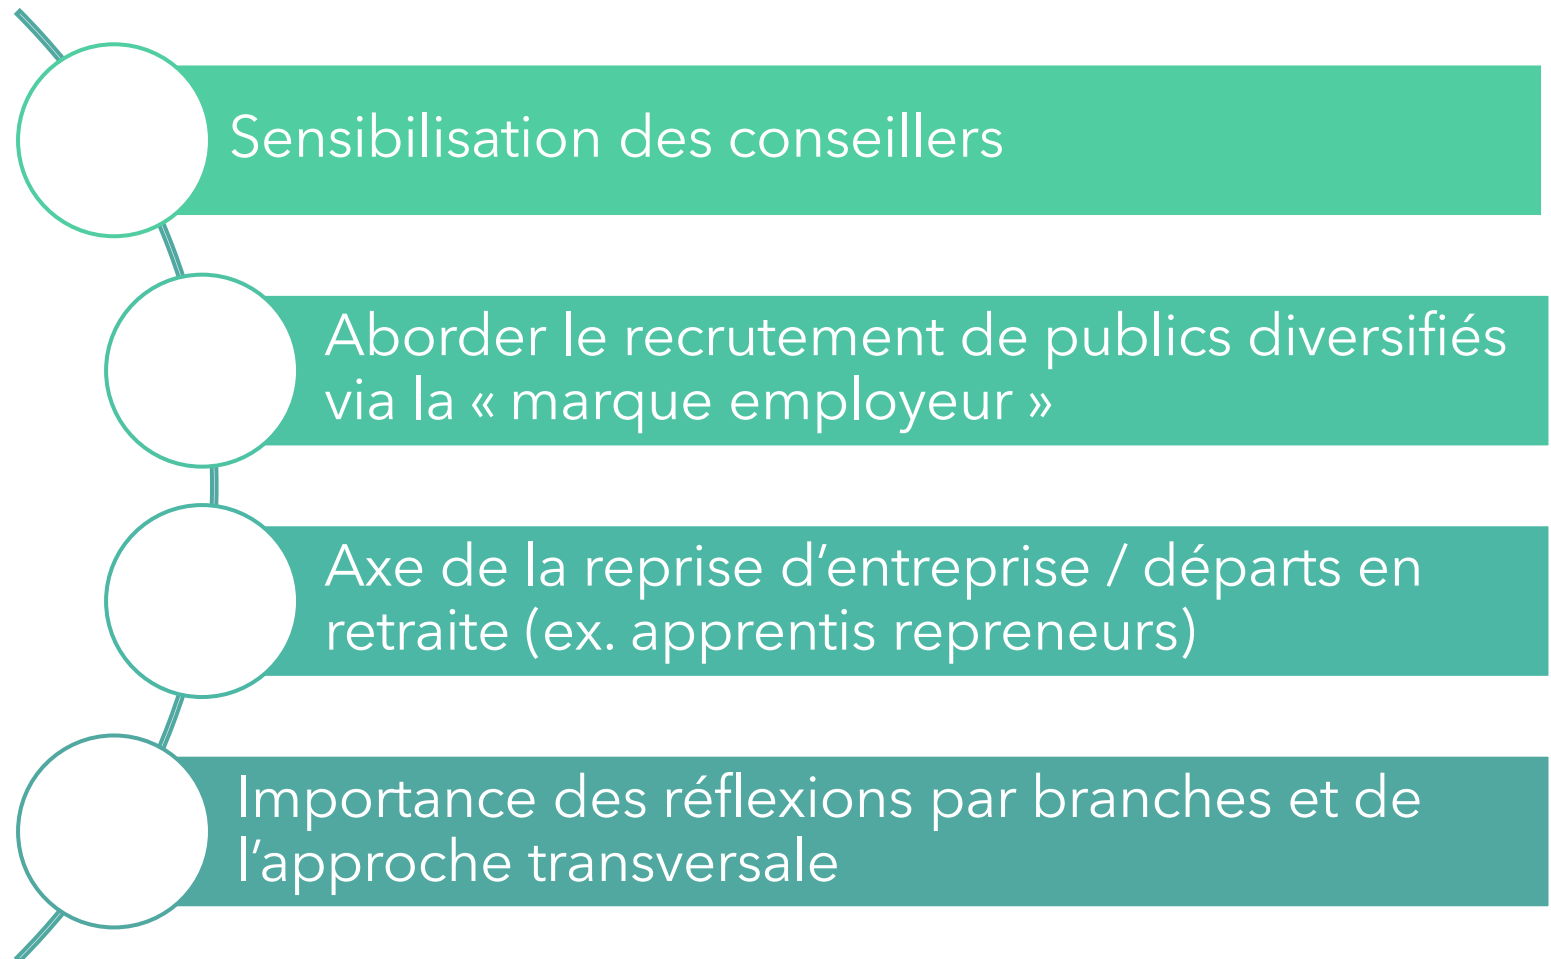 Sensibilisation des conseillers
Aborder le recrutement de publics diversifiés
via la « marque employeur »
Axe de la reprise d’entreprise / départs en
retraite (ex. apprentis repreneurs)
Importance des réflexions par branches et de
l’approche transversale